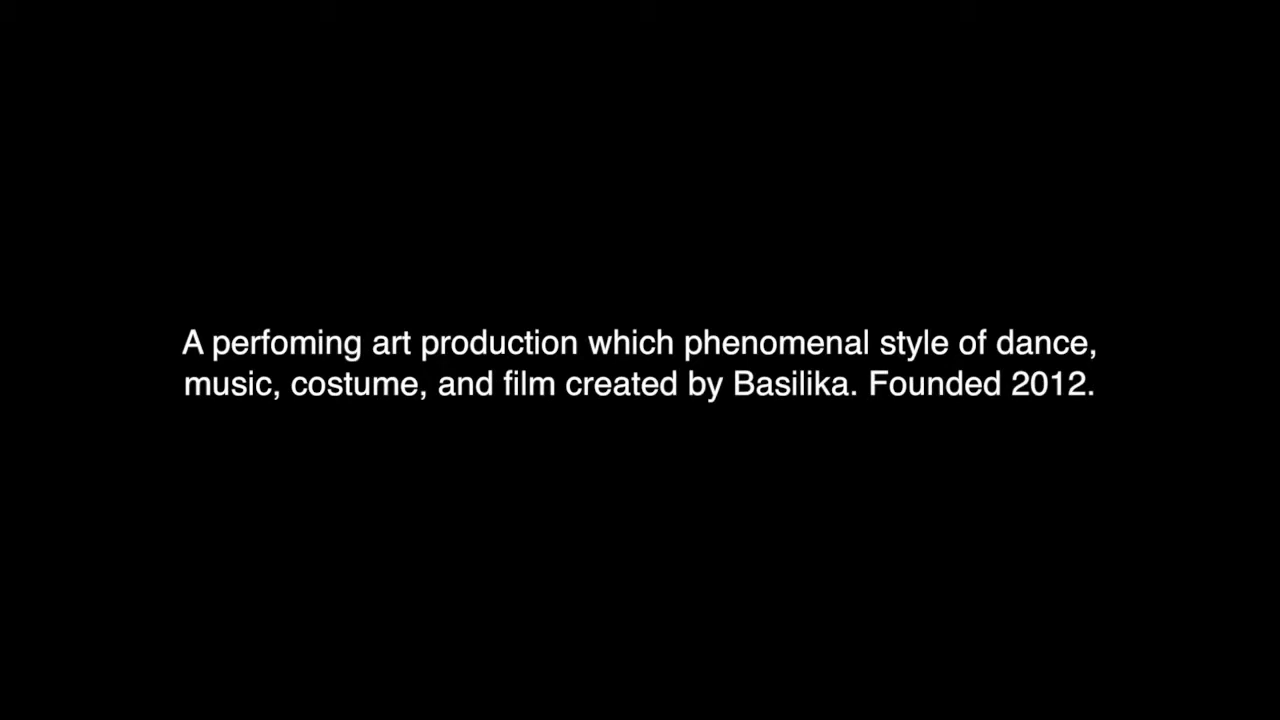 A perfoming art production which phenomenal style of dance,
music, costume, and film created by Basilika. Founded 2012.